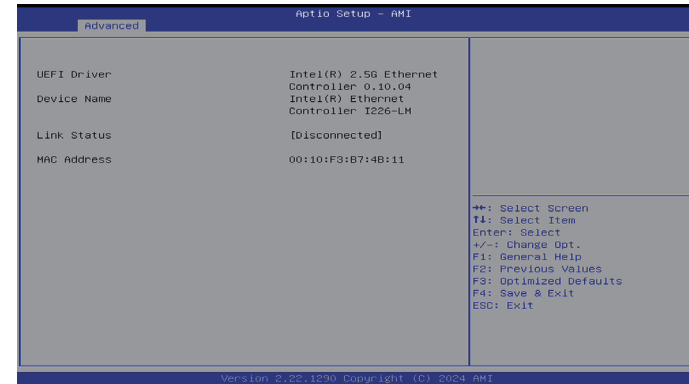 Aptio Setup - AMI
Advanced
UEFI Driver Intel(R) 2.5G Ethernet
Controller 0.10.04
Device Name Intel(R) Ethernet
Controller I226-LM
Link Status [Disconnected]
MAC Address 00:10:F3:B7:4B:11
→←: Select Screen
↑↓: Select Item
Enter: Select
+/-: Change Opt.
F1: General Help
F2: Previous Values
F3: Optimized Defaults
F4: Save & Exit
ESC: Exit
Version 2.22.1290 Copyright (C) 2024 AMI